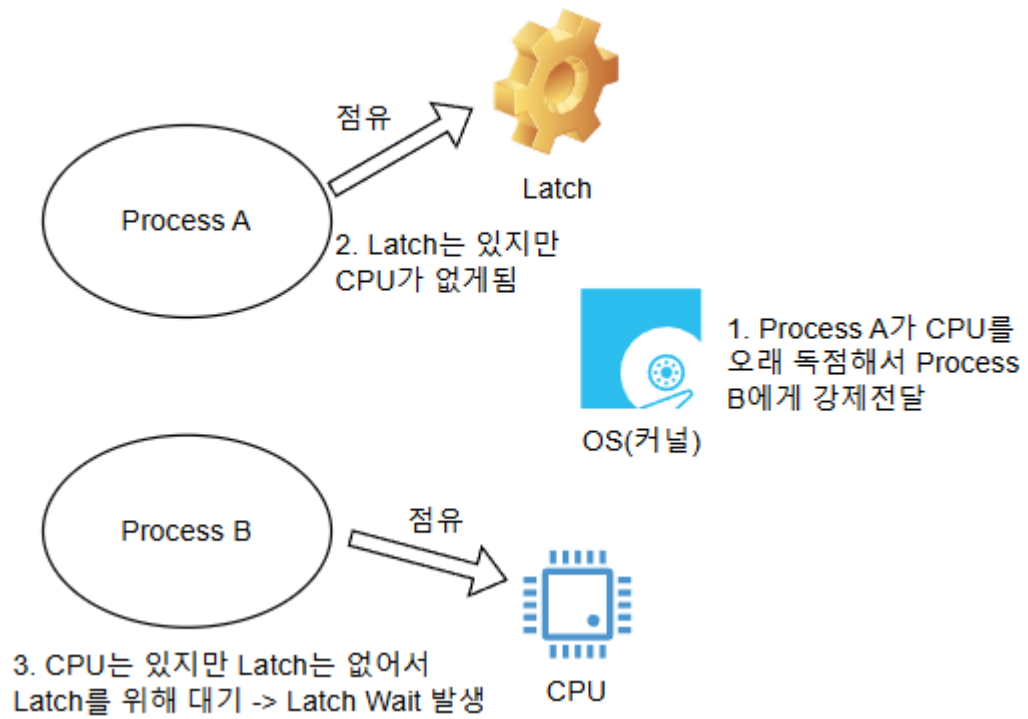 점유
Latch
Process A
2. Latch는 있지만
CPU가 없게됨
1. Process A가 CPU를
오래 독점해서 Process
B에게 강제전달
OS(커널)
Process B
점유
3. CPU는 있지만 Latch는 없어서
Latch를 위해 대기 -> Latch Wait 발생
CPU